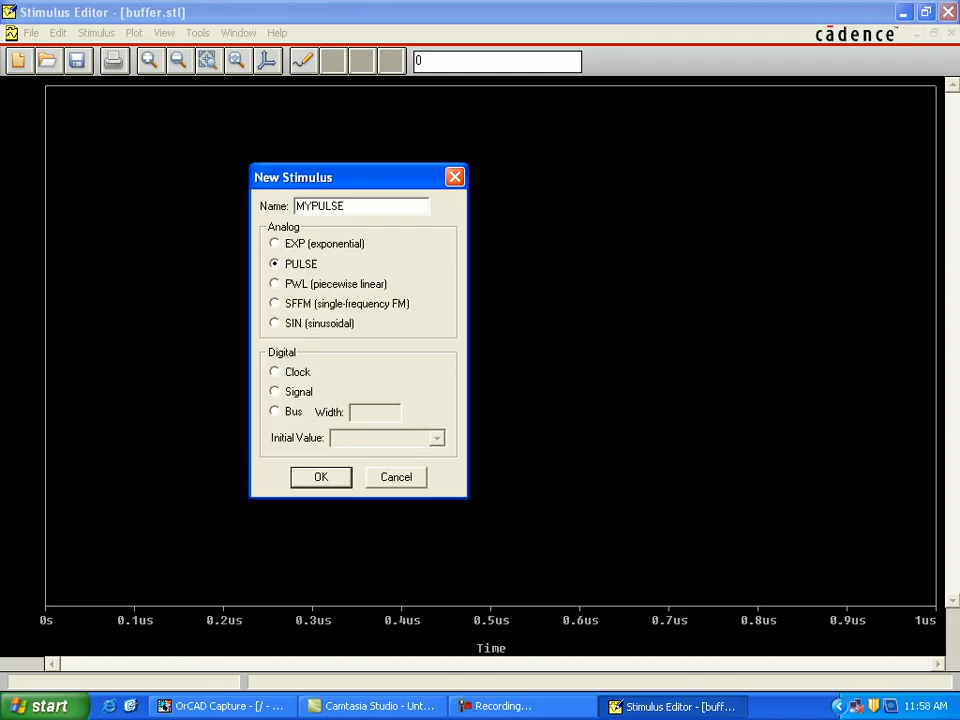 Stimulus Editor - [buffer.stl]
File Edit Stimulus Plot View Tools Window Help
cādence
0
New Stimulus
Name: MYPULSE
Analog
EXP (exponential)
PULSE
PWL (piecewise linear)
SFFM (single-frequency FM)
SIN (sinusoidal)
Digital
Clock
Signal
Bus Width:
Initial Value:
OK Cancel
0s 0.1us 0.2us 0.3us 0.4us 0.5us 0.6us 0.7us 0.8us 0.9us 1us
Time
start OrCAD Capture - [/ - ... Camtasia Studio - Unt... Recording... Stimulus Editor - [buff... 11:58 AM